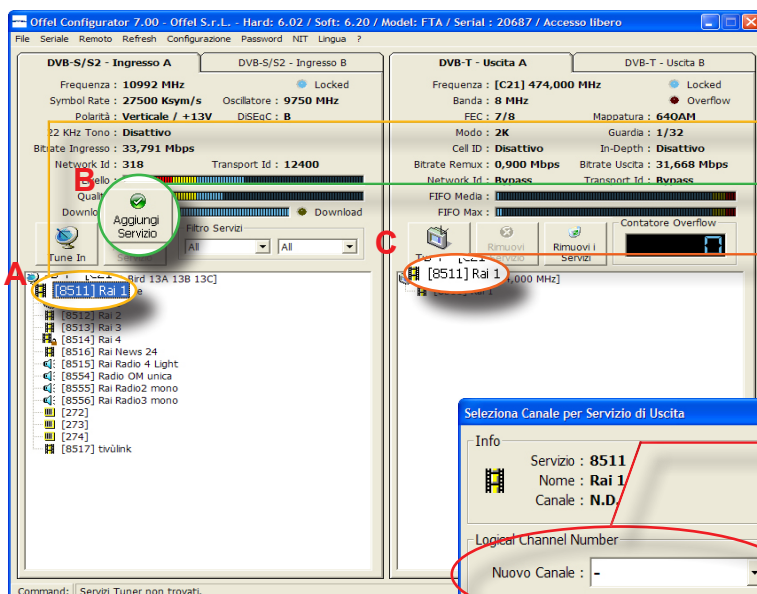 Offel Configurator 7.00 - Offel S.r.L. - Hard: 6.02 / Soft: 6.20 / Model: FTA / Serial : 20687 / Accesso libero
File Seriale Remoto Refresh Configurazione Password NIT Lingua ?
DVB-S/S2 - Ingresso A
DVB-S/S2 - Ingresso B
Frequenza : 10992 MHz
Locked
Symbol Rate : 27500 Ksym/s Oscillatore : 9750 MHz
Polarità : Verticale / +13V DiSEqC : B
22 KHz Tono : Disattivo
Bitrate Ingresso : 33,791 Mbps
Network Id : 318 Transport Id : 12400
B
Download
Aggiungi
Servizio
Filtro Servizi
All
All
Tune In
A
[8511] Rai 1
Bird 13A 13B 13C]
[8512] Rai 2
[8513] Rai 3
[8514] Rai 4
[8516] Rai News 24
[8515] Rai Radio 4 Light
[8554] Radio OM unica
[8555] Rai Radio2 mono
[8556] Rai Radio3 mono
[272]
[273]
[274]
[8517] tivùlink
DVB-T - Uscita A
DVB-T - Uscita B
Frequenza : [C21] 474,000 MHz
Locked
Banda : 8 MHz
Overflow
FEC : 7/8 Mappatura : 64QAM
Modo : 2K Guardia : 1/32
Cell ID : Disattivo In-Depth : Disattivo
Bitrate Remux : 0,900 Mbps Bitrate Uscita : 31,668 Mbps
Network Id : Bypass Transport Id : Bypass
FIFO Media :
FIFO Max :
C
Rimuovi
Servizio
Rimuovi i
Servizi
Contatore Overflow
0
[8511] Rai 1
,000 MHz]
Seleziona Canale per Servizio di Uscita
Info
Servizio : 8511
Nome : Rai 1
Canale : N.D.
Logical Channel Number
Nuovo Canale : -
Command: Servizi Tuner non trovati.